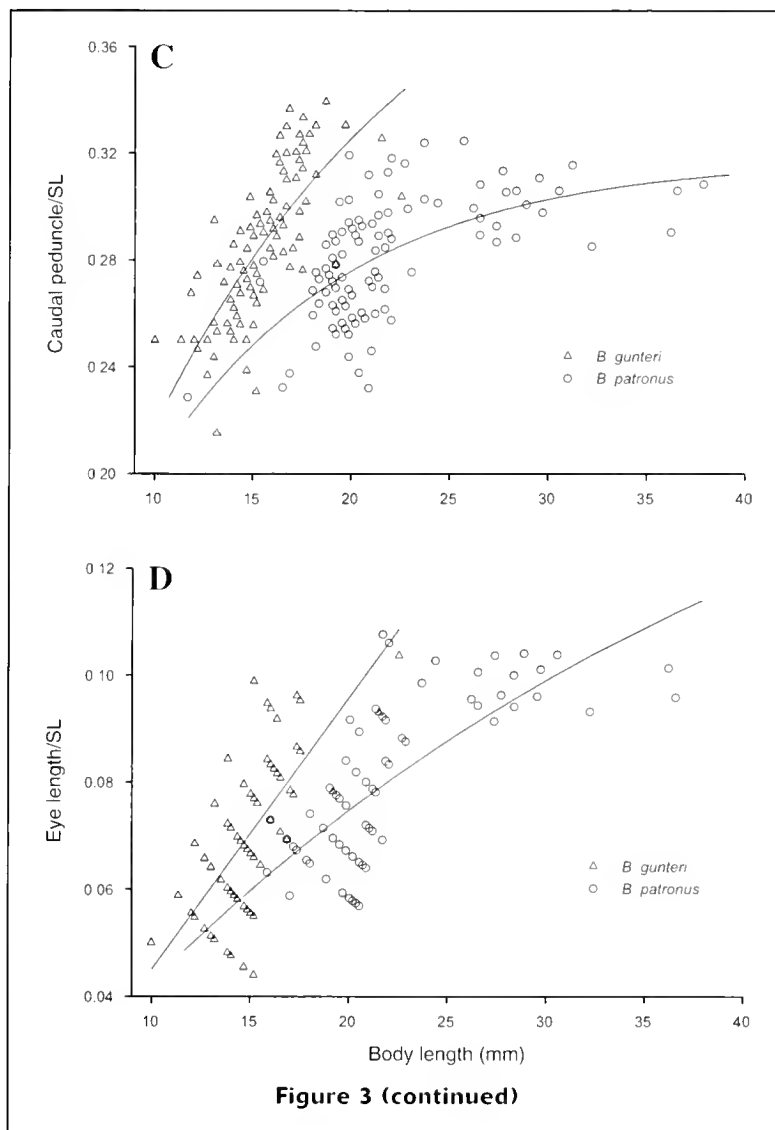 C
0.36
0.32
0.28
0.24
0.20
Caudal peduncle/SL
B gunteri
B patronus
10 15 20 25 30 35 40
D
0.12
0.10
0.08
0.06
0.04
Eye length/SL
B gunteri
B patronus
10 15 20 25 30 35 40
Body length (mm)
Figure 3 (continued)